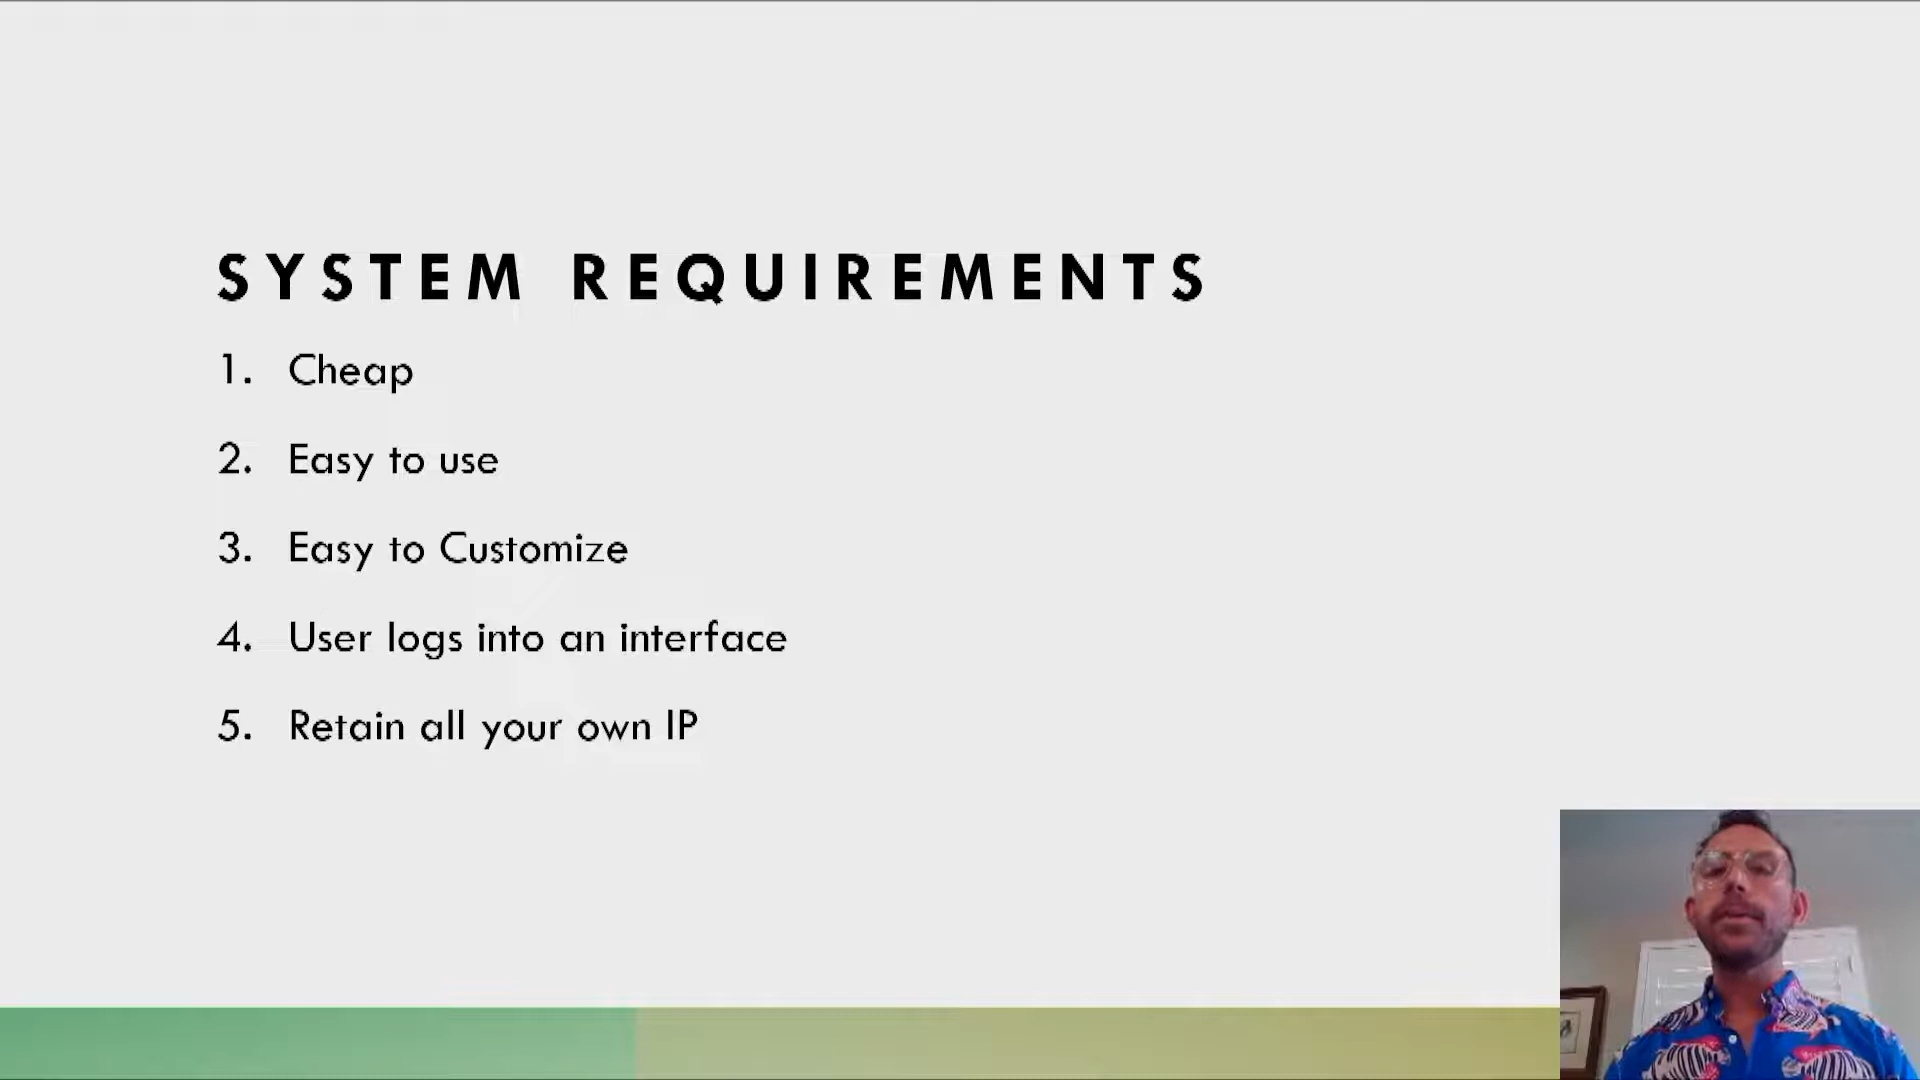 SYSTEM REQUIREMENTS
1. Cheap
2. Easy to use
3. Easy to Customize
4. User logs into an interface
5. Retain all your own IP